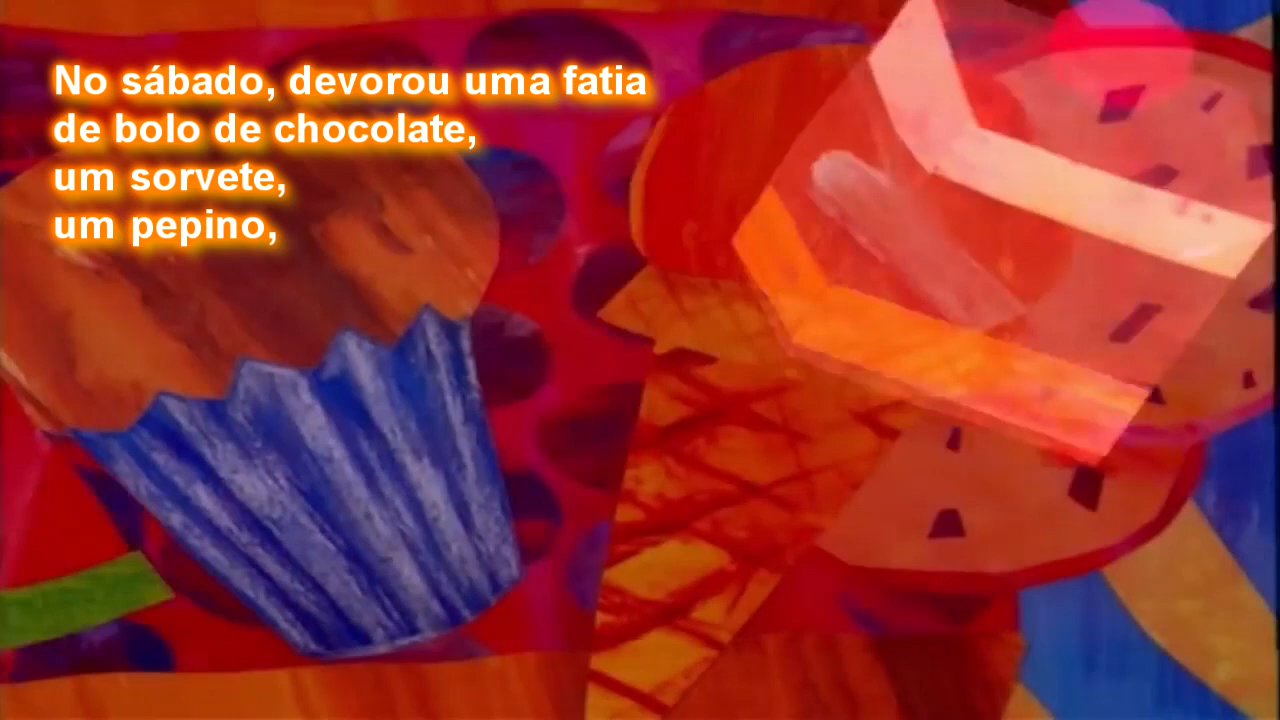 No sábado, devorou uma fatia
de bolo de chocolate,
um sorvete,
um pepino,